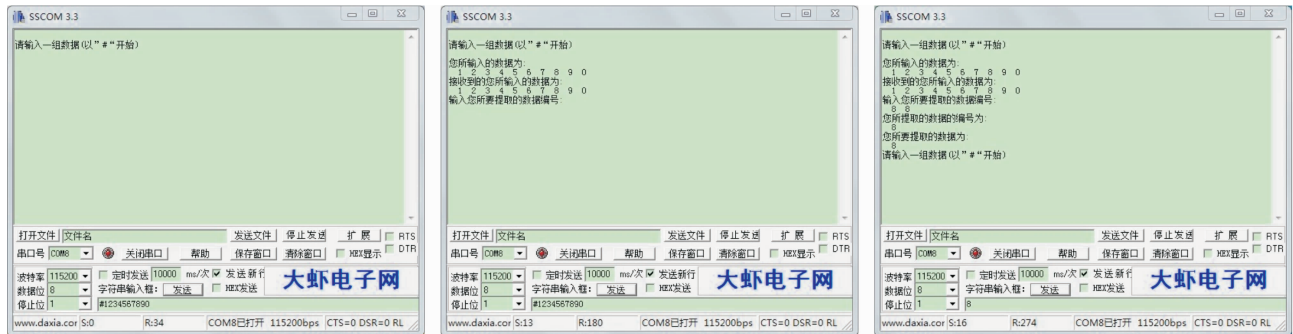 SSCOM 3.3
请输入一组数据(以"#"开始)
打开文件 文件名 发送文件 停止发送 扩展 RTS
串口号 COM8 关闭串口 帮助 保存窗口 清除窗口 HEX显示 DTR
波特率 115200 定时发送 10000 ms/次 发送新行
大虾电子网
数据位 8 字符串输入框: 发送 HEX发送
停止位 1 #1234567890
www.daxia.cor S:0 R:34 COM8已打开 115200bps CTS=0 DSR=0 RL
SSCOM 3.3
请输入一组数据(以"#"开始)
您所输入的数据为:
1 2 3 4 5 6 7 8 9 0
接收到的您所输入的数据为:
1 2 3 4 5 6 7 8 9 0
输入您所要提取的数据编号:
打开文件 文件名 发送文件 停止发送 扩展 RTS
串口号 COM8 关闭串口 帮助 保存窗口 清除窗口 HEX显示 DTR
波特率 115200 定时发送 10000 ms/次 发送新行
大虾电子网
数据位 8 字符串输入框: 发送 HEX发送
停止位 1 #1234567890
www.daxia.cor S:13 R:180 COM8已打开 115200bps CTS=0 DSR=0 RL
SSCOM 3.3
请输入一组数据(以"#"开始)
您所输入的数据为:
1 2 3 4 5 6 7 8 9 0
接收到的您所输入的数据为:
1 2 3 4 5 6 7 8 9 0
输入您所要提取的数据编号:
8 8
您所提取的数据的编号为:
8
您所要提取的数据为:
8
请输入一组数据(以"#"开始)
打开文件 文件名 发送文件 停止发送 扩展 RTS
串口号 COM8 关闭串口 帮助 保存窗口 清除窗口 HEX显示 DTR
波特率 115200 定时发送 10000 ms/次 发送新行
大虾电子网
数据位 8 字符串输入框: 发送 HEX发送
停止位 1 8
www.daxia.cor S:16 R:274 COM8已打开 115200bps CTS=0 DSR=0 RL